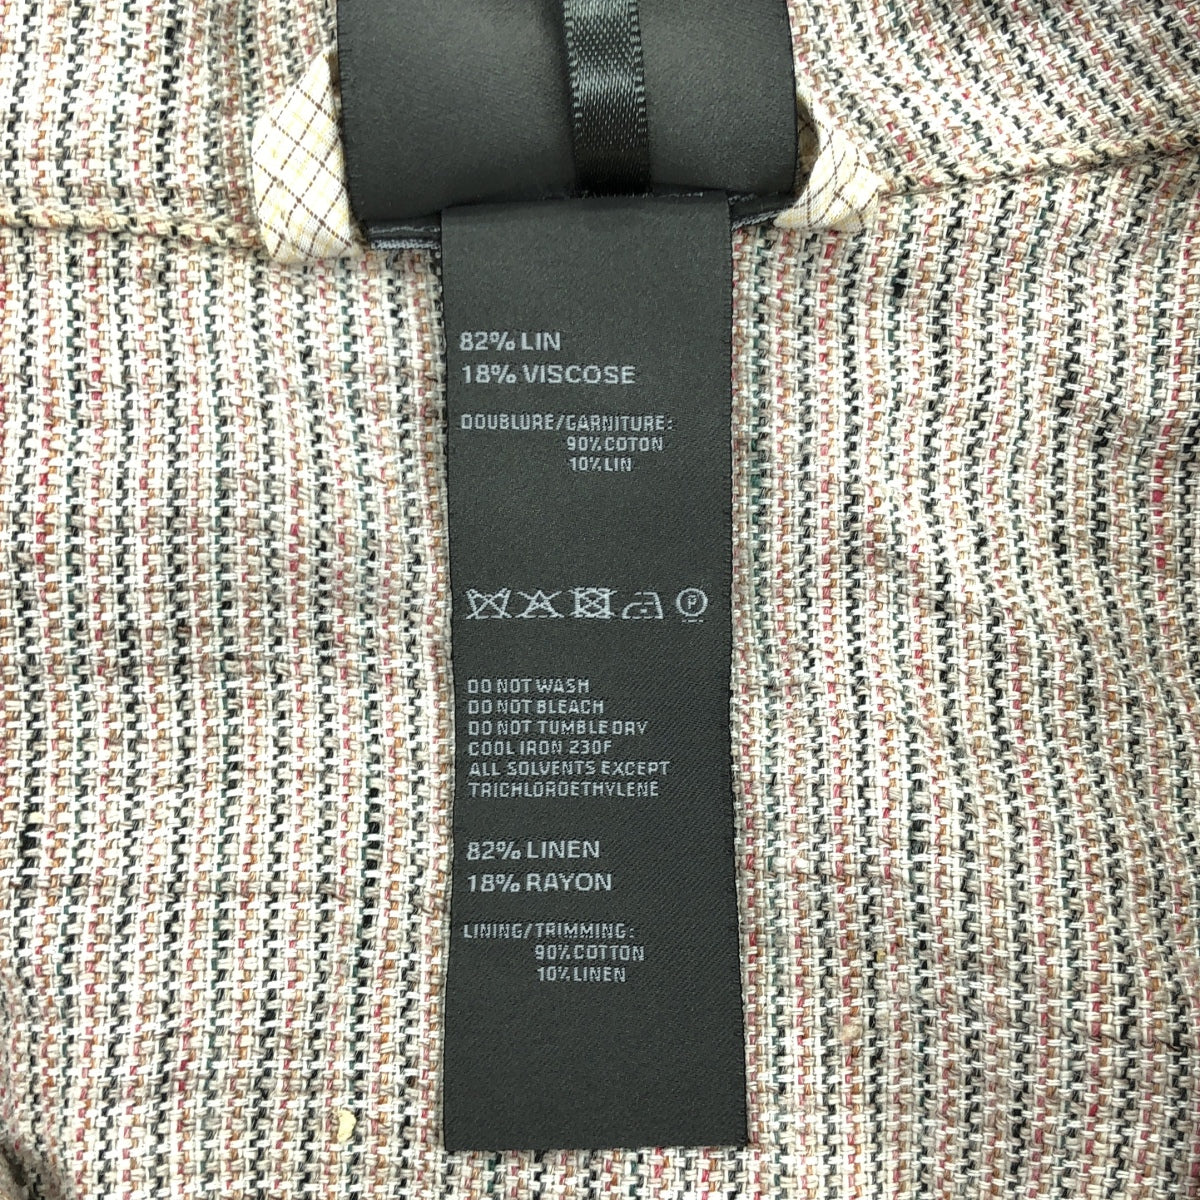 82% LIN
18% VISCOSE
DOUBLURE/GARNITURE:
90% COTON
10% LIN
P
DO NOT WASH
DO NOT BLEACH
DO NOT TUMBLE DRY
COOL IRON 230F
ALL SOLVENTS EXCEPT
TRICHLOROETHYLENE
82% LINEN
18% RAYON
LINING/TRIMMING:
90% COTTON
10% LINEN